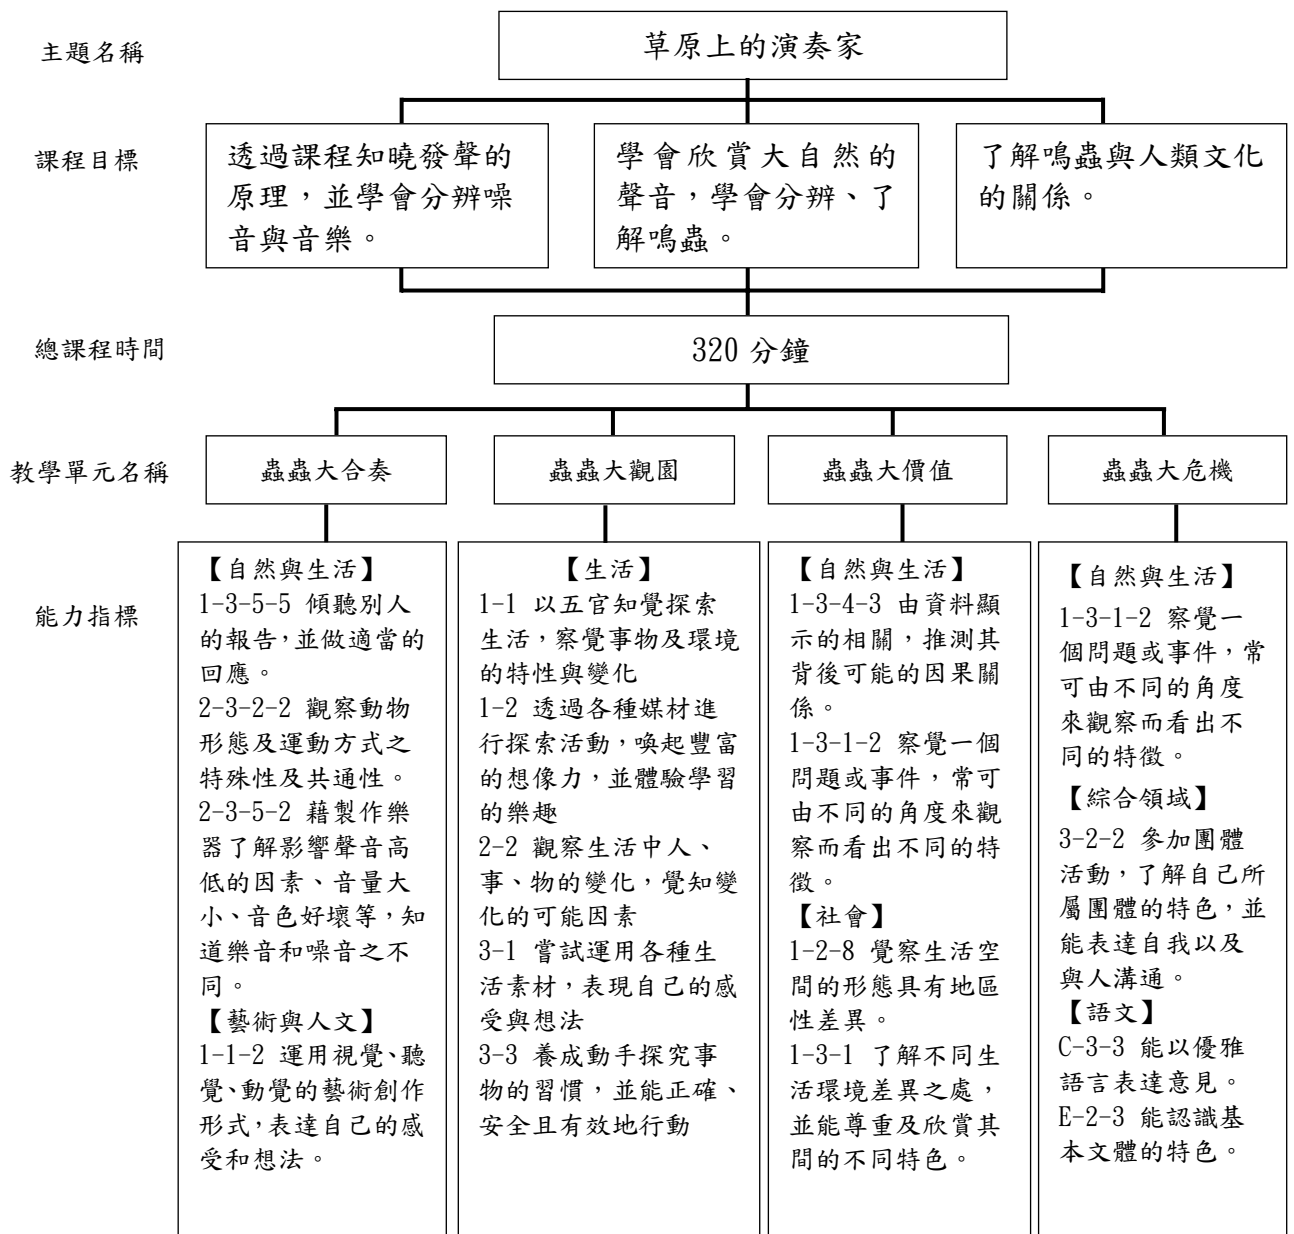 主題名稱
草原上的演奏家
課程目標
透過課程知曉發聲的
原理，並學會分辨噪
音與音樂。
學會欣賞大自然的
聲音，學會分辨、了
解鳴蟲。
了解鳴蟲與人類文化
的關係。
總課程時間
320 分鐘
教學單元名稱
蟲蟲大合奏
蟲蟲大觀園
蟲蟲大價值
蟲蟲大危機
能力指標
【自然與生活】
1-3-5-5 傾聽別人
的報告，並做適當的
回應。
2-3-2-2 觀察動物
形態及運動方式之
特殊性及共通性。
2-3-5-2 藉製作樂
器了解影響聲音高
低的因素、音量大
小、音色好壞等，知
道樂音和噪音之不
同。
【藝術與人文】
1-1-2 運用視覺、聽
覺、動覺的藝術創作
形式，表達自己的感
受和想法。
【生活】
1-1 以五官知覺探索
生活，察覺事物及環境
的特性與變化
1-2 透過各種媒材進
行探索活動，喚起豐富
的想像力，並體驗學習
的樂趣
2-2 觀察生活中人、
事、物的變化，覺知變
化的可能因素
3-1 嘗試運用各種生
活素材，表現自己的感
受與想法
3-3 養成動手探究事
物的習慣，並能正確、
安全且有效地行動
【自然與生活】
1-3-4-3 由資料顯
示的相關，推測其
背後可能的因果關
係。
1-3-1-2 察覺一個
問題或事件，常可
由不同的角度來觀
察而看出不同的特
徵。
【社會】
1-2-8 覺察生活空
間的形態具有地區
性差異。
1-3-1 了解不同生
活環境差異之處，
並能尊重及欣賞其
間的不同特色。
【自然與生活】
1-3-1-2 察覺一
個問題或事件，常
可由不同的角度
來觀察而看出不
同的特徵。
【綜合領域】
3-2-2 參加團體
活動，了解自己所
屬團體的特色，並
能表達自我以及
與人溝通。
【語文】
C-3-3 能以優雅
語言表達意見。
E-2-3 能認識基
本文體的特色。